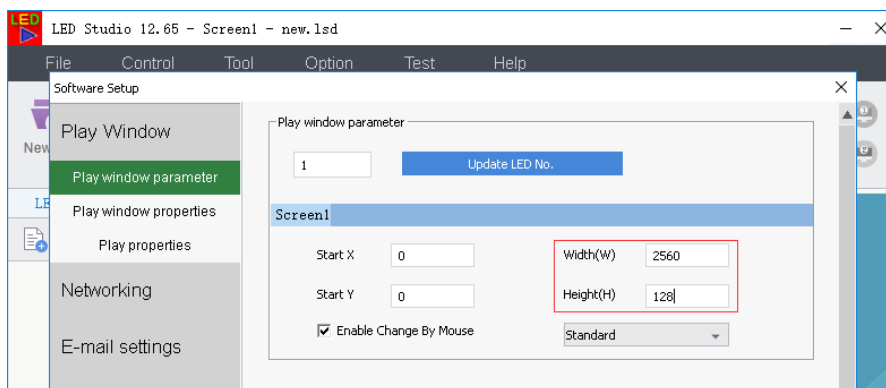 LED
LED Studio 12.65 - Screen1 - new.lsd
File Control Tool Option Test Help
Software Setup
New
Play Window
Play window parameter
Play window properties
Play properties
Networking
E-mail settings
Play window parameter
1 Update LED No.
Screen1
Start X 0 Width(W) 2560
Start Y 0 Height(H) 128
Enable Change By Mouse Standard